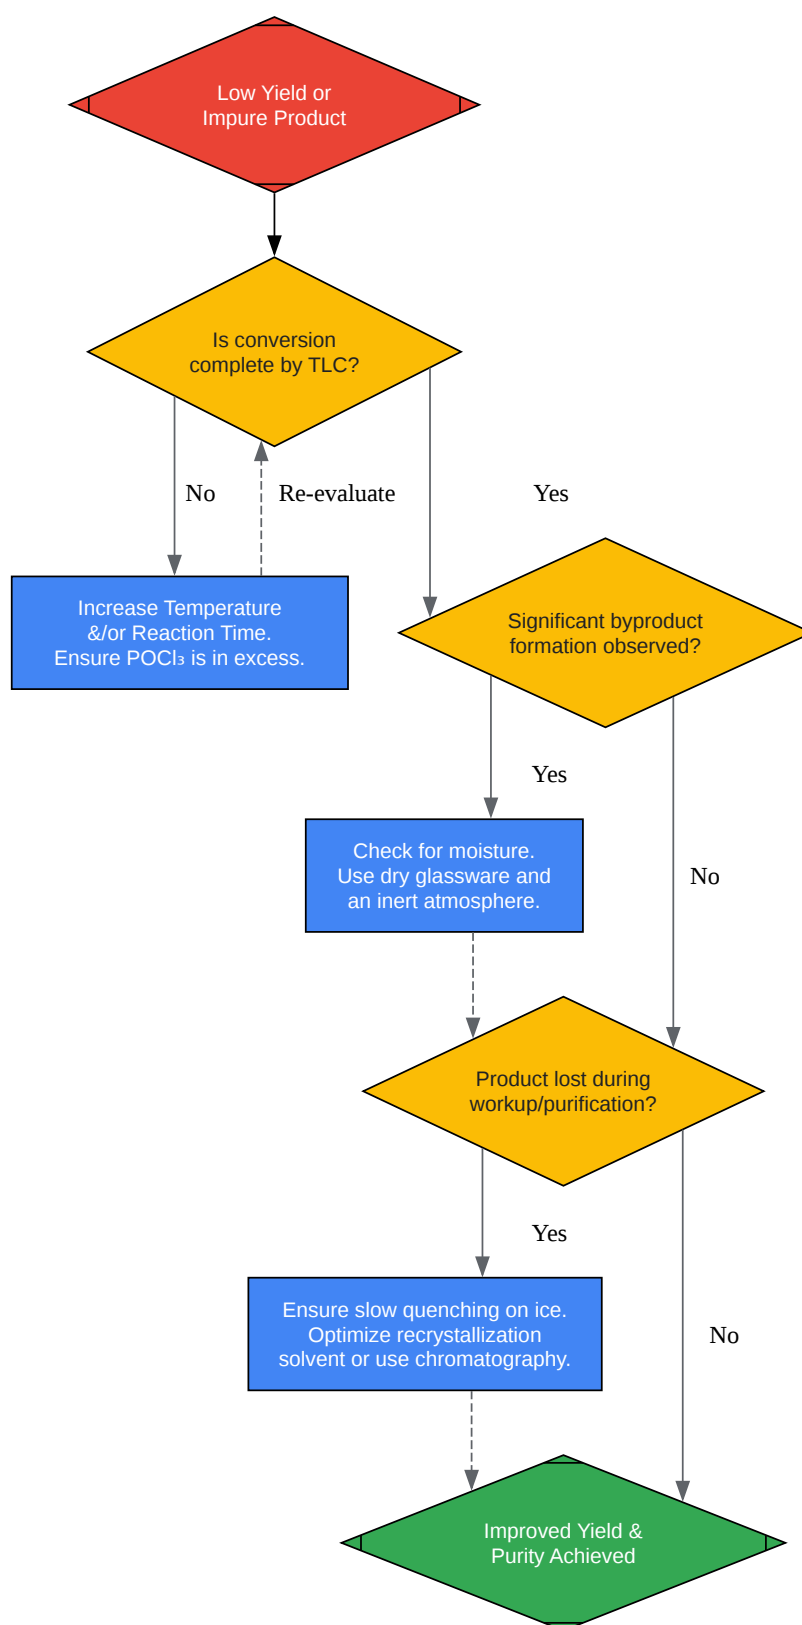 Low Yield or
Impure Product
Is conversion
complete by TLC?
No
Re-evaluate
Yes
Increase Temperature
&/or Reaction Time.
Ensure POCl₃ is in excess.
Significant byproduct
formation observed?
Yes
No
Check for moisture.
Use dry glassware and
an inert atmosphere.
Product lost during
workup/purification?
Yes
No
Ensure slow quenching on ice.
Optimize recrystallization
solvent or use chromatography.
Improved Yield &
Purity Achieved